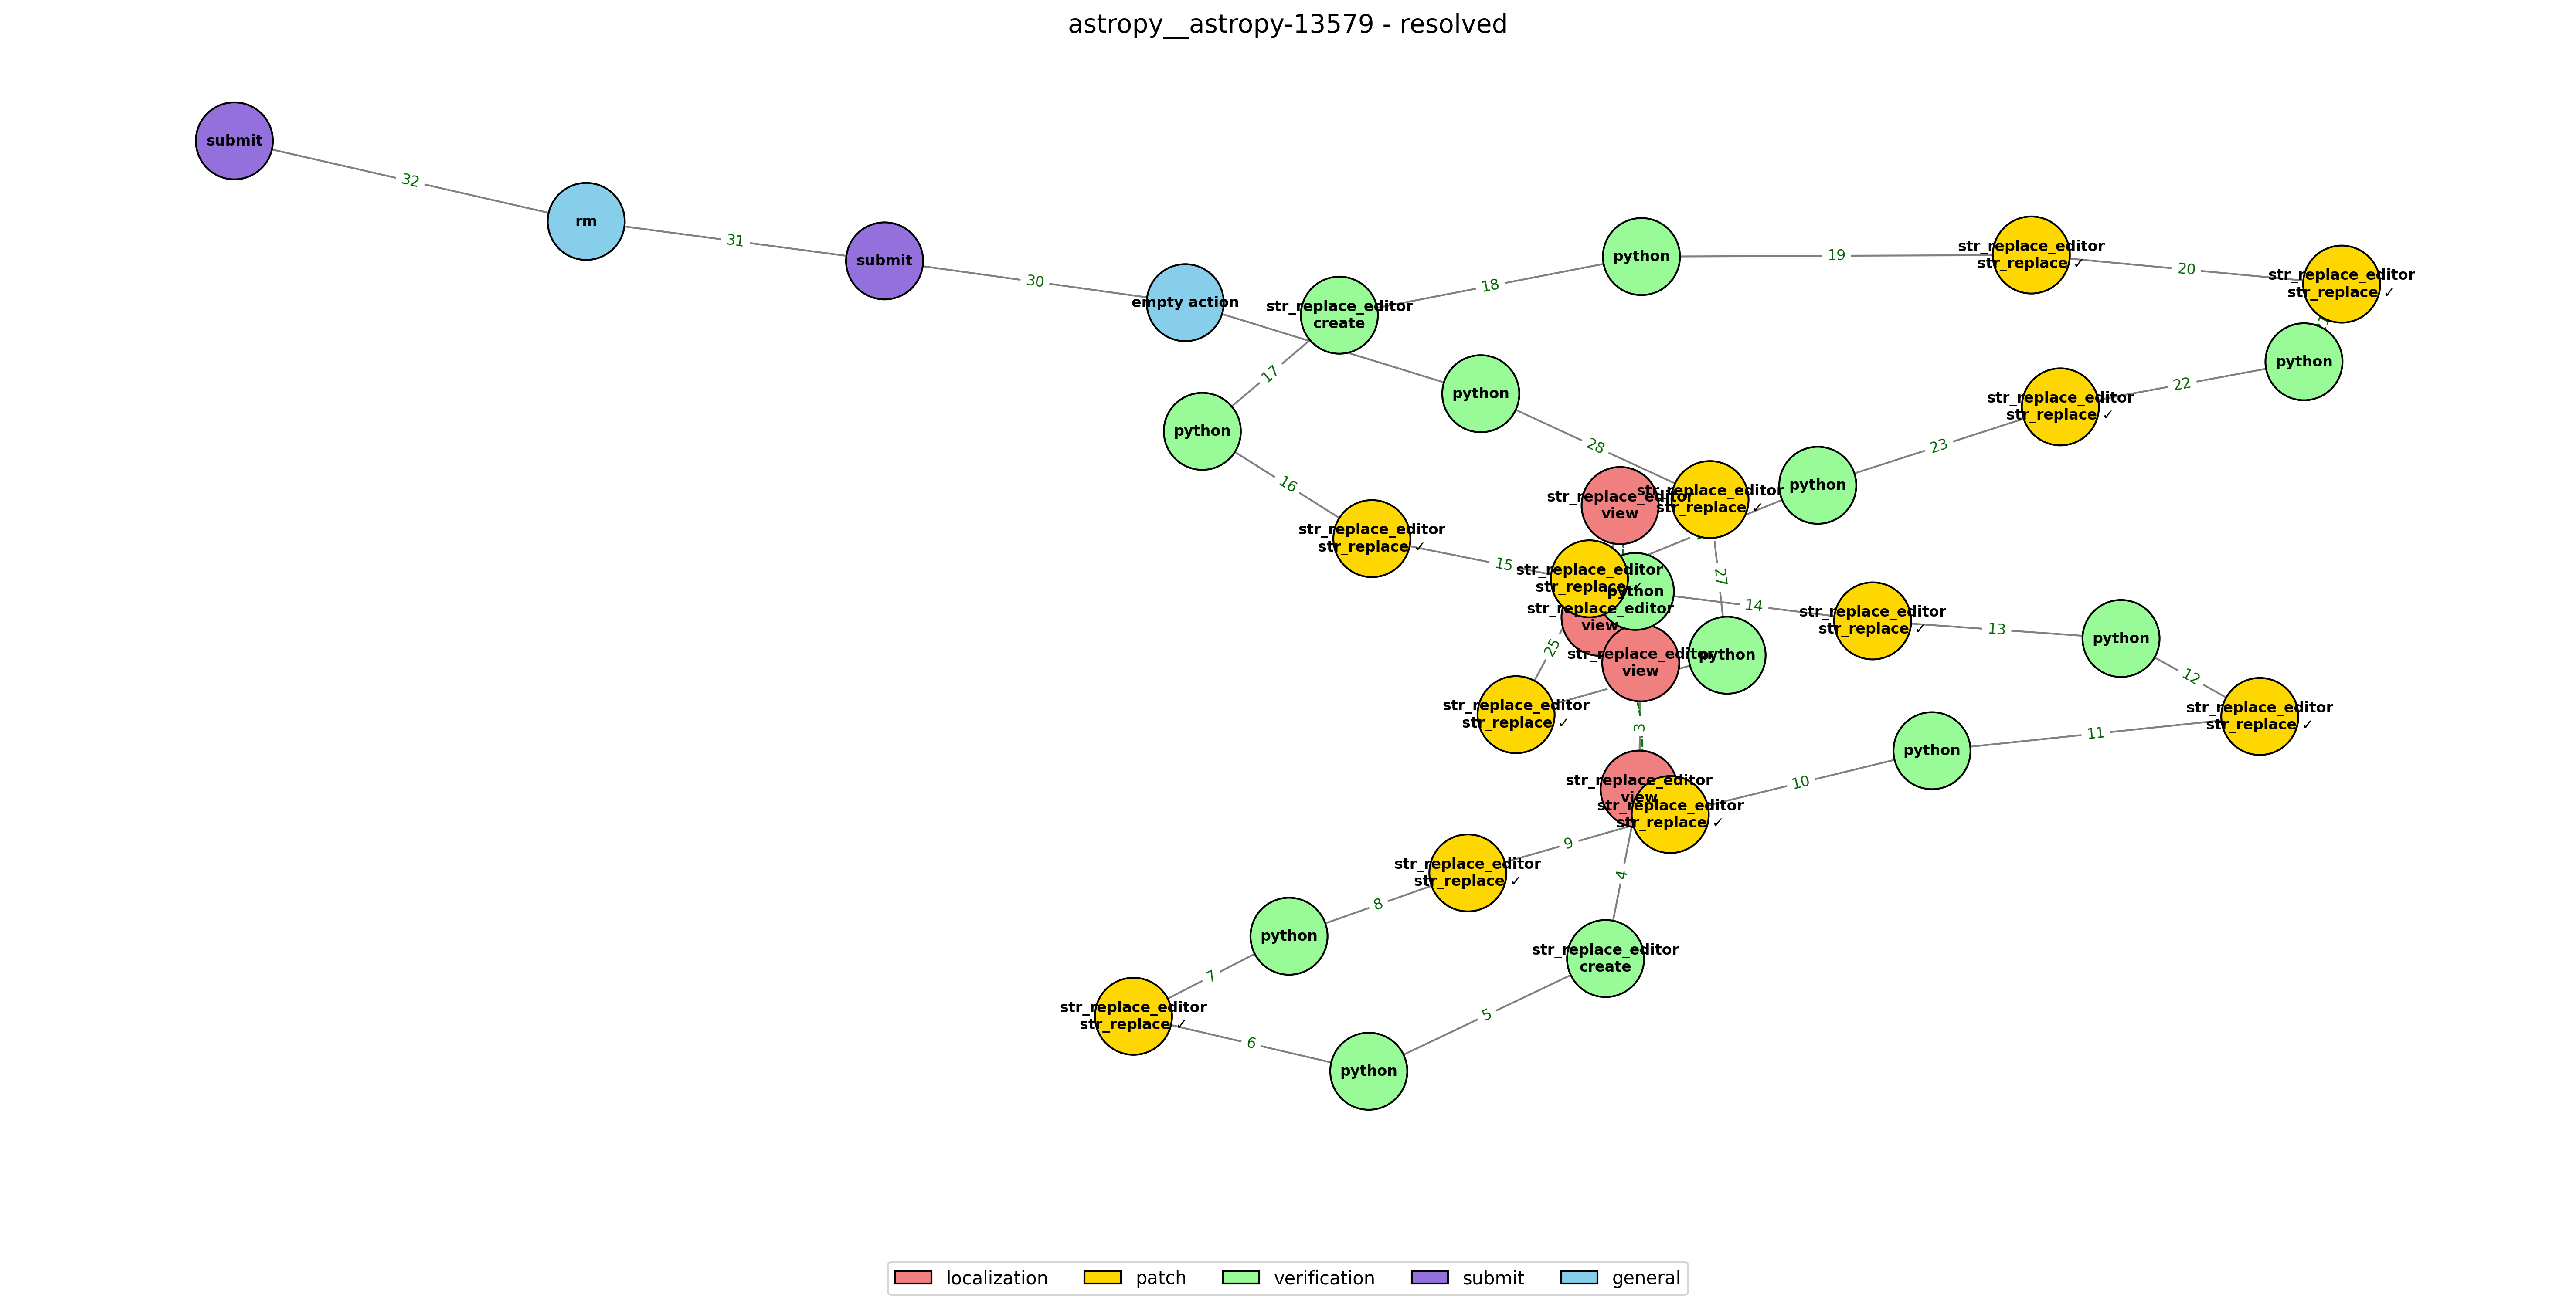 astropy__astropy-13579 - resolved
submit
32
rm
31
submit
30
empty action
str_replace_editor
create
18
python
19
str_replace_editor
str_replace ✓
20
str_replace_editor
str_replace ✓
python
22
str_replace_editor
str_replace ✓
23
python
17
python
16
python
28
str_replace_editor
view
str_replace_editor
str_replace ✓
str_replace_editor
str_replace ✓
15
str_replace_editor
str_replace ✓
python
27
14
str_replace_editor
str_replace ✓
13
python
12
str_replace_editor
view
25
str_replace_editor
view
python
str_replace_editor
str_replace ✓
3
str_replace_editor
str_replace ✓
11
python
10
str_replace_editor
view
str_replace_editor
str_replace ✓
9
4
str_replace_editor
str_replace ✓
8
python
7
str_replace_editor
create
5
str_replace_editor
str_replace ✓
6
python
localization
patch
verification
submit
general